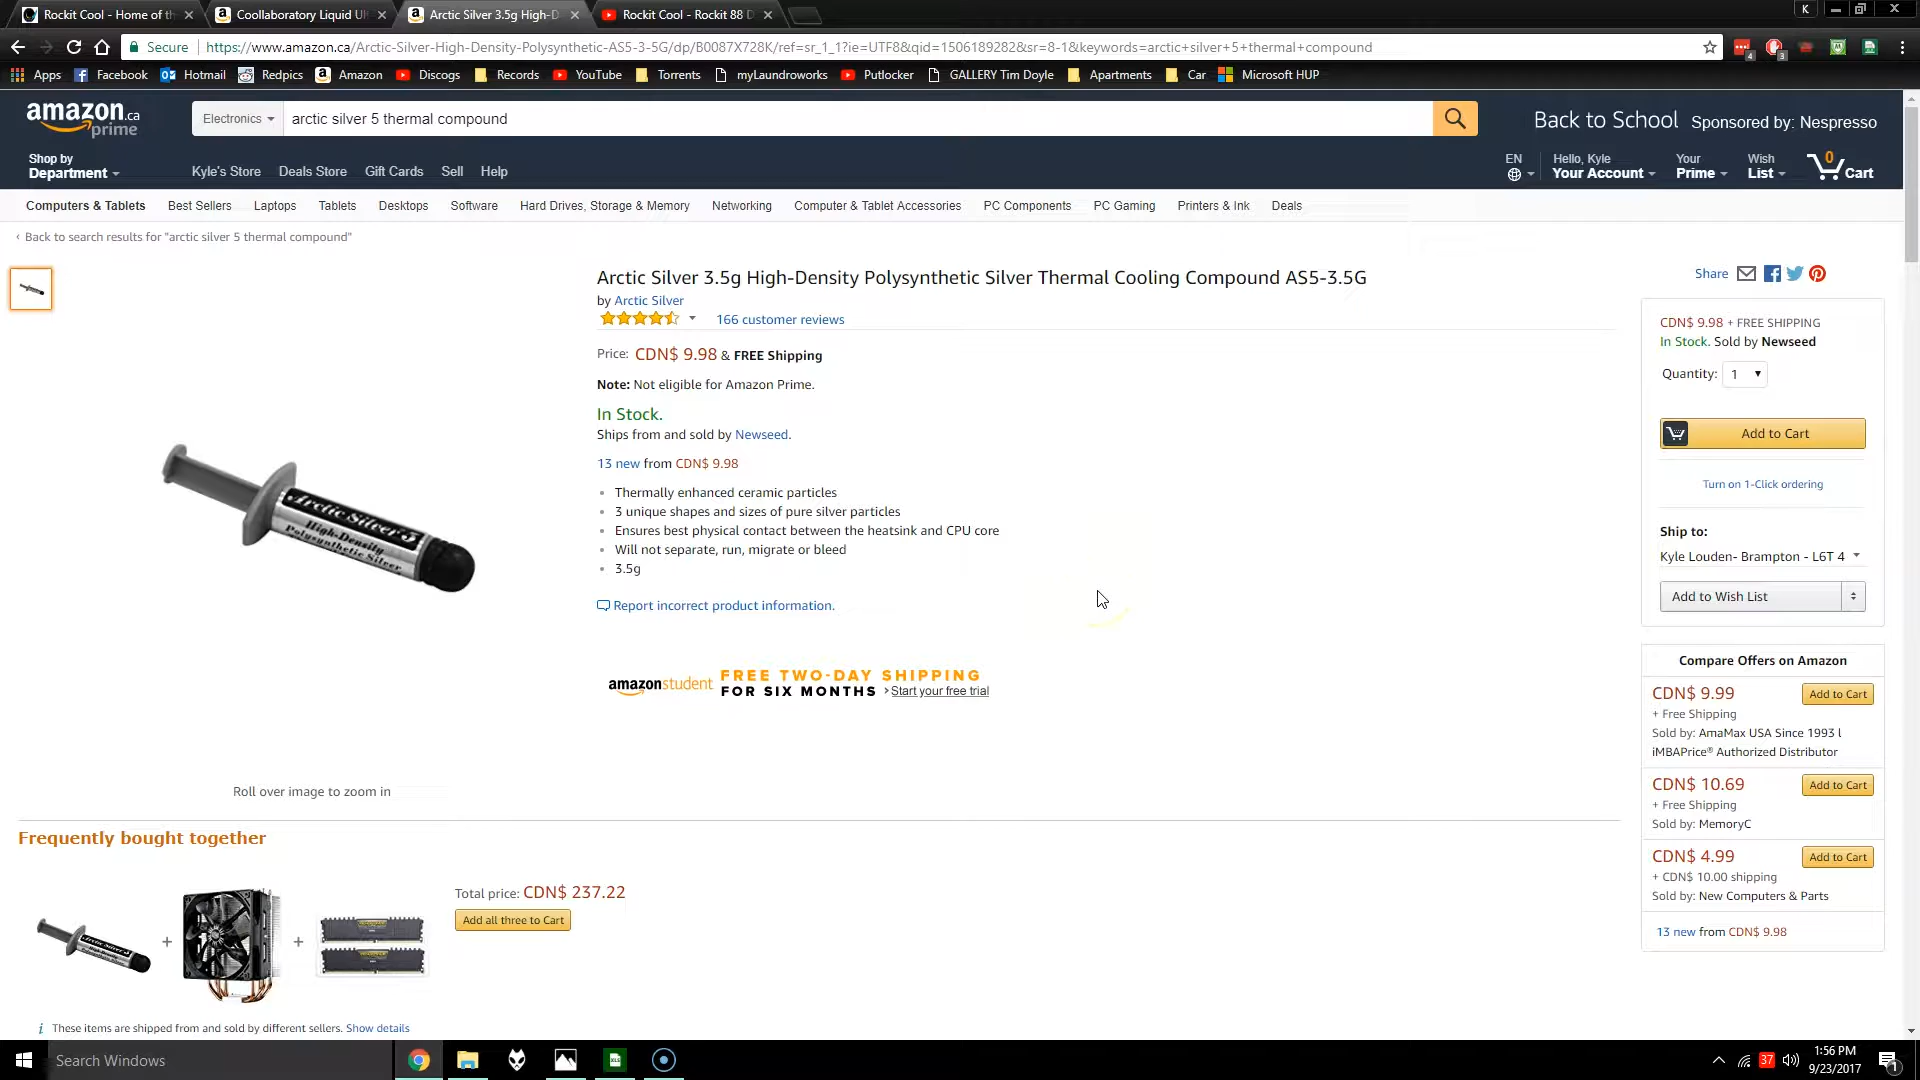 Rockit Cool - Home of th
Coollaboratory Liquid Ul
Arctic Silver 3.5g High-D
Rockit Cool - Rockit 88 D
K
Secure
https://www.amazon.ca/Arctic-Silver-High-Density-Polysynthetic-AS5-3-5G/dp/B0087X728K/ref=sr_1_1?ie=UTF8&qid=1506189282&sr=8-1&keywords=arctic+silver+5+thermal+compound
4
3
Apps
Facebook
Hotmail
Redpics
Amazon
Discogs
Records
YouTube
Torrents
myLaundroworks
Putlocker
GALLERY Tim Doyle
Apartments
Car
Microsoft HUP
amazon.ca
prime
Electronics
arctic silver 5 thermal compound
Back to School Sponsored by: Nespresso
Shop by
Department
Kyle's Store
Deals Store
Gift Cards
Sell
Help
EN
Hello, Kyle
Your Account
Your
Prime
Wish
List
0
Cart
Computers & Tablets
Best Sellers
Laptops
Tablets
Desktops
Software
Hard Drives, Storage & Memory
Networking
Computer & Tablet Accessories
PC Components
PC Gaming
Printers & Ink
Deals
‹ Back to search results for "arctic silver 5 thermal compound"
Arctic Silver 5
High-Density
Polysynthetic Silver
Roll over image to zoom in
Arctic Silver 3.5g High-Density Polysynthetic Silver Thermal Cooling Compound AS5-3.5G
by Arctic Silver
166 customer reviews
Price: CDN$ 9.98 & FREE Shipping
Note: Not eligible for Amazon Prime.
In Stock.
Ships from and sold by Newseed.
13 new from CDN$ 9.98
Thermally enhanced ceramic particles
3 unique shapes and sizes of pure silver particles
Ensures best physical contact between the heatsink and CPU core
Will not separate, run, migrate or bleed
3.5g
Report incorrect product information.
amazonstudent FREE TWO-DAY SHIPPING
FOR SIX MONTHS › Start your free trial
Share
CDN$ 9.98 + FREE SHIPPING
In Stock. Sold by Newseed
Quantity: 1
Add to Cart
Turn on 1-Click ordering
Ship to:
Kyle Louden- Brampton - L6T 4
Add to Wish List
Compare Offers on Amazon
CDN$ 9.99
Add to Cart
+ Free Shipping
Sold by: AmaMax USA Since 1993 l
iMBAPrice® Authorized Distributor
CDN$ 10.69
Add to Cart
+ Free Shipping
Sold by: MemoryC
CDN$ 4.99
Add to Cart
+ CDN$ 10.00 shipping
Sold by: New Computers & Parts
13 new from CDN$ 9.98
Frequently bought together
+
+
Total price: CDN$ 237.22
Add all three to Cart
i These items are shipped from and sold by different sellers. Show details
Search Windows
XLS
37
1:56 PM
9/23/2017
1